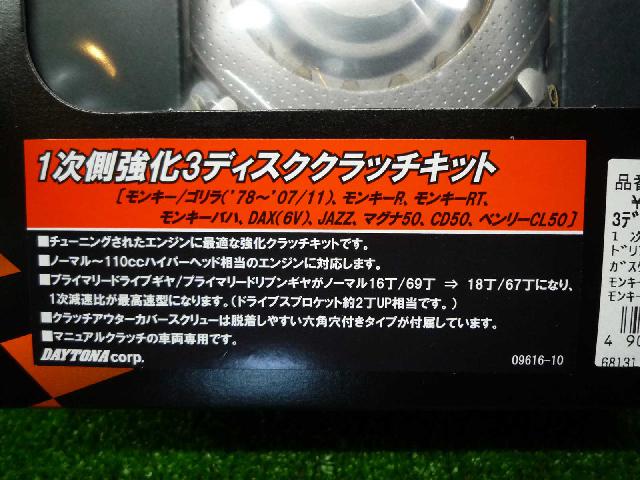 1次側強化3ディスククラッチキット
[モンキー/ゴリラ('78～'07/11)、モンキーR、モンキーRT、
モンキーバハ、DAX(6V)、JAZZ、マグナ50、CD50、ベンリーCL50]
■チューニングされたエンジンに最適な強化クラッチキットです。
■ノーマル～110ccハイパーヘッド相当のエンジンに対応します。
■プライマリードライブギヤ/プライマリードリブンギヤがノーマル16丁/69丁 ⇒ 18丁/67丁になり、
1次減速比が最高速型になります。(ドライブスプロケット約2丁UP相当です。)
■クラッチアウターカバースクリューは脱着しやすい六角穴付きタイプが付属しています。
■マニュアルクラッチの車両専用です。
DAYTONA corp.
09616-10
品番
¥
3デ
1 次
ドリ
ガス
モンキ
モンキ
4 90
68131